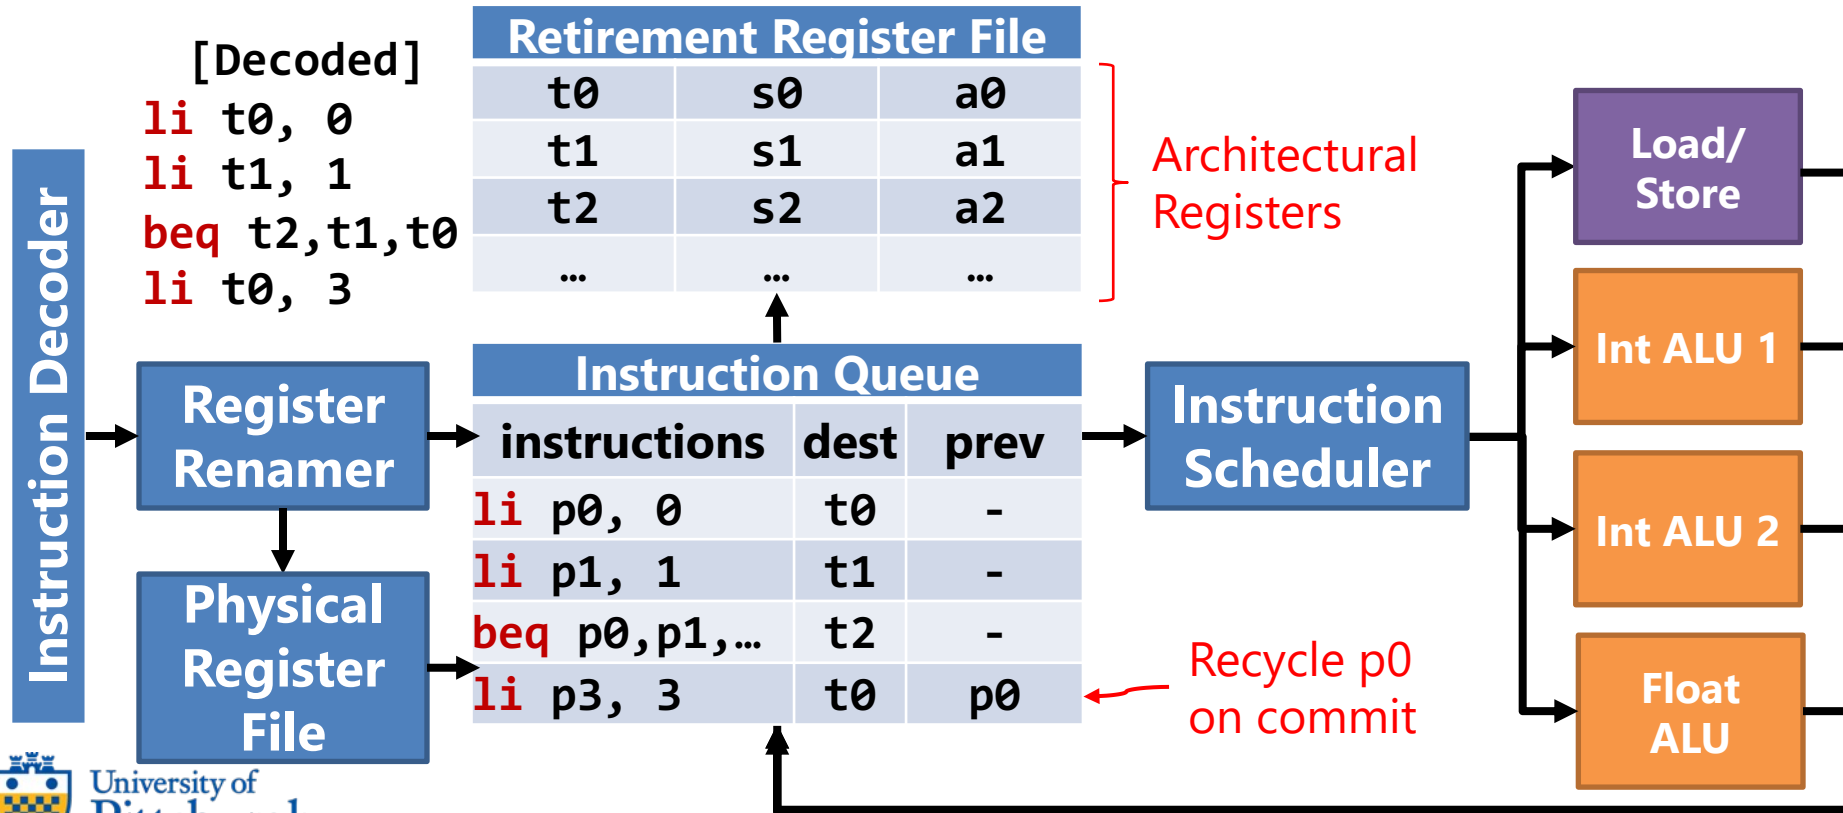 [Decoded]
li t0, 0
li t1, 1
beq t2,t1,t0
li t0, 3
Instruction Decoder
Retirement Register File
t0 s0 a0
t1 s1 a1
t2 s2 a2
… … …
Architectural
Registers
Register
Renamer
Physical
Register
File
Instruction Queue
instructions dest prev
li p0, 0 t0 -
li p1, 1 t1 -
beq p0,p1,… t2 -
li p3, 3 t0 p0
Recycle p0
on commit
Instruction
Scheduler
Load/
Store
Int ALU 1
Int ALU 2
Float
ALU
University of